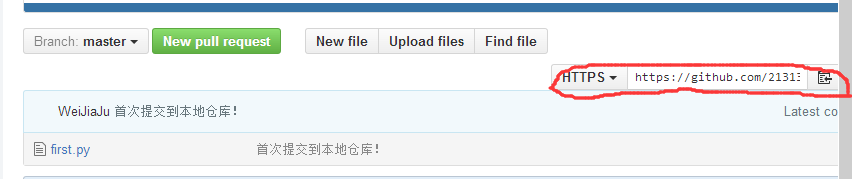 Branch: master New pull request New file Upload files Find file
HTTPS https://github.com/2131
WeiJiaJu 首次提交到本地仓库！ Latest co
first.py 首次提交到本地仓库！